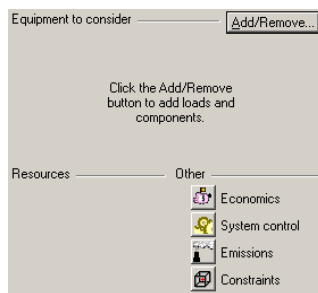 Equipment to consider
Add/Remove...
Click the Add/Remove
button to add loads and
components.
Resources
Other
Economics
System control
Emissions
Constraints